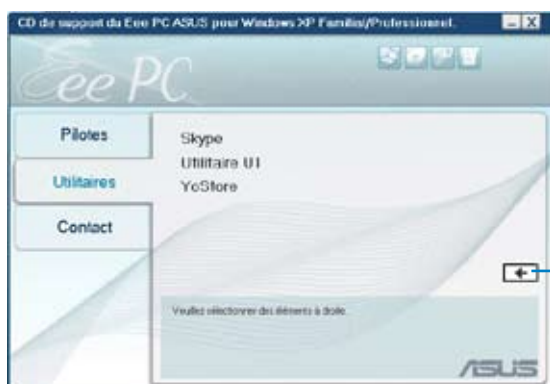 CD de support du Eee PC ASUS pour Windows XP Familial/Professionnel.
Eee PC
Pilotes
Utilitaires
Contact
Skype
Utilitaire UI
YoStore
Veuillez sélectionner des éléments à droite.
ASUS